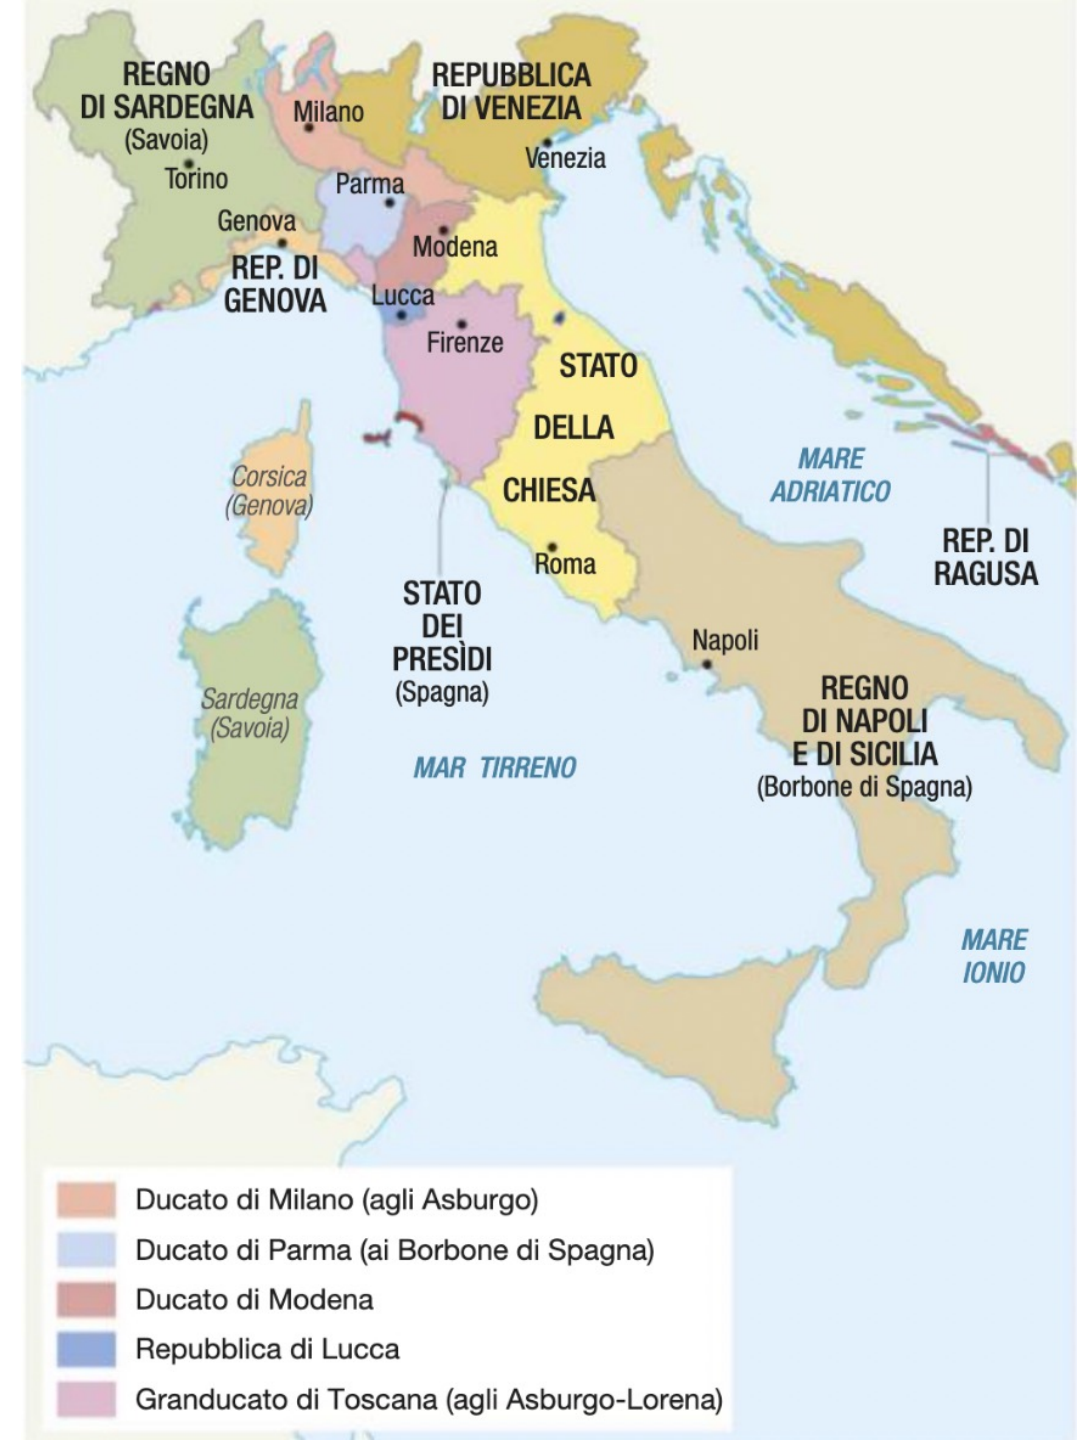 REGNO
DI SARDEGNA
(Savoia)
Torino
Milano
REPUBBLICA
DI VENEZIA
Venezia
Parma
Genova
REP. DI
GENOVA
Modena
Lucca
Firenze
STATO
DELLA
CHIESA
Roma
Corsica
(Genova)
MARE
ADRIATICO
REP. DI
RAGUSA
STATO
DEI
PRESÌDI
(Spagna)
Sardegna
(Savoia)
Napoli
REGNO
DI NAPOLI
E DI SICILIA
(Borbone di Spagna)
MAR TIRRENO
MARE
IONIO
Ducato di Milano (agli Asburgo)
Ducato di Parma (ai Borbone di Spagna)
Ducato di Modena
Repubblica di Lucca
Granducato di Toscana (agli Asburgo-Lorena)